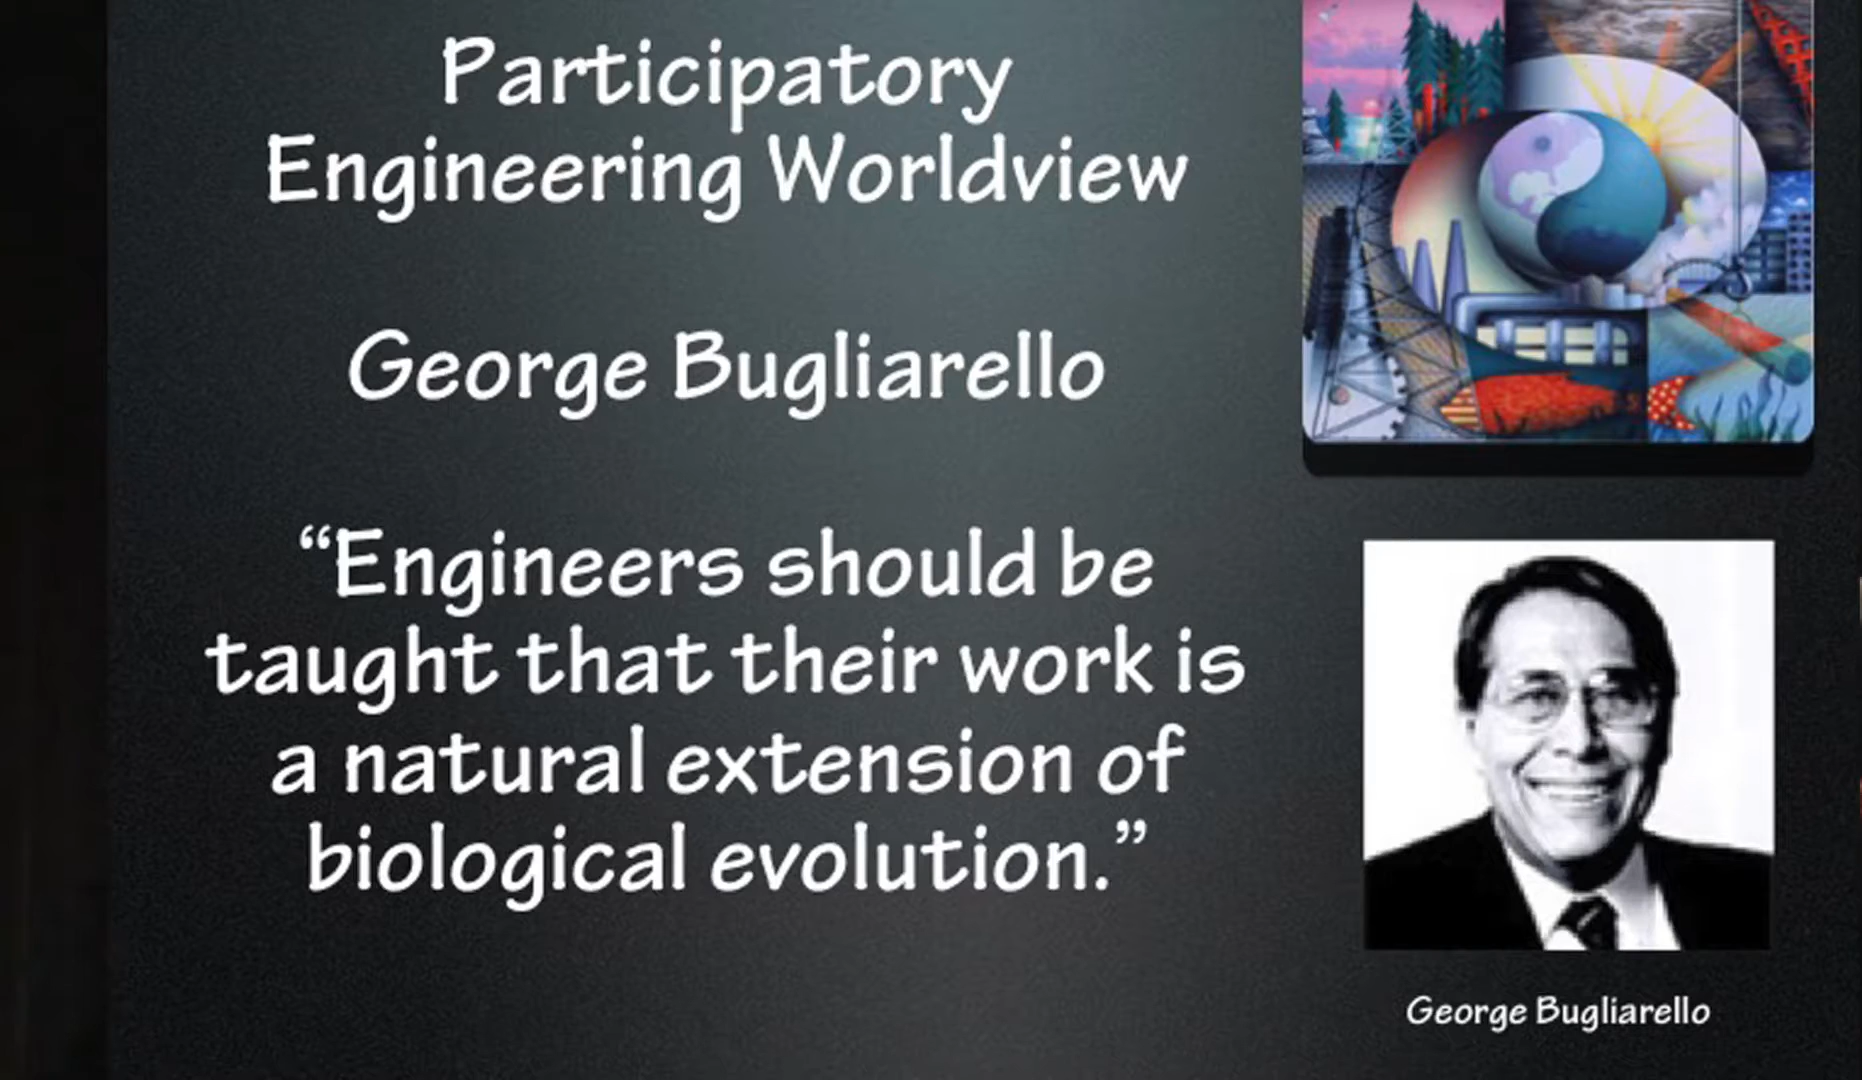 Participatory
Engineering Worldview
George Bugliarello
“Engineers should be
taught that their work is
a natural extension of
biological evolution.”
George Bugliarello